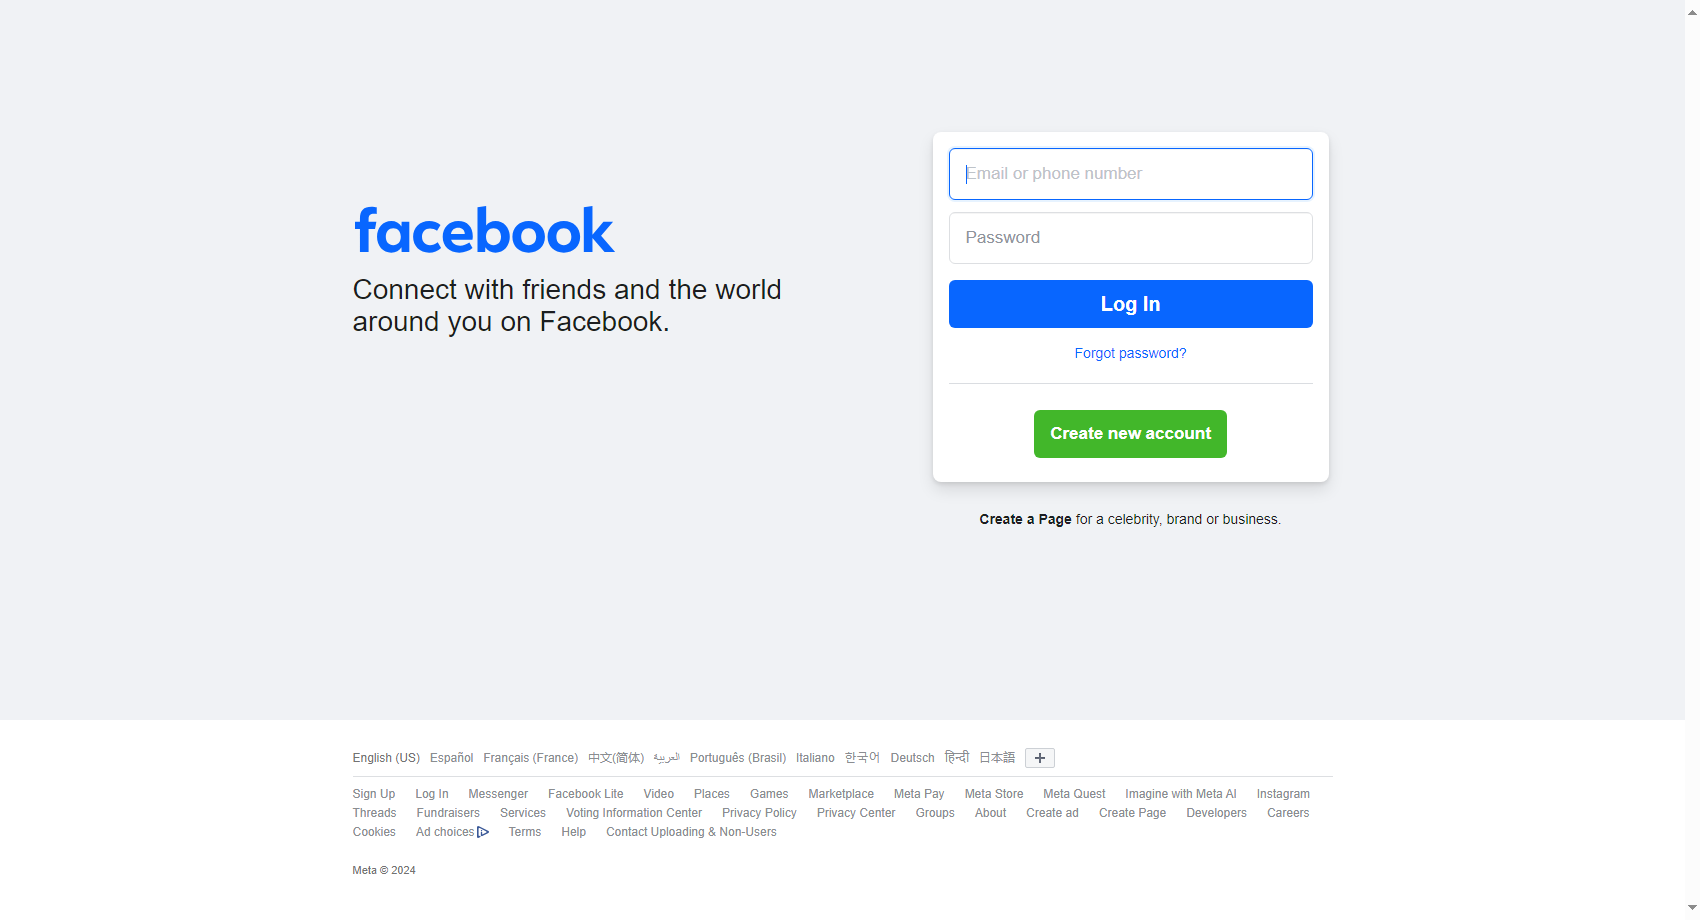 facebook
Connect with friends and the world
around you on Facebook.
Email or phone number
Password
Log In
Forgot password?
Create new account
Create a Page for a celebrity, brand or business.
English (US) Español Français (France) 中文(简体) العربية Português (Brasil) Italiano 한국어 Deutsch हिन्दी 日本語
Sign Up Log In Messenger Facebook Lite Video Places Games Marketplace Meta Pay Meta Store Meta Quest Imagine with Meta AI Instagram
Threads Fundraisers Services Voting Information Center Privacy Policy Privacy Center Groups About Create ad Create Page Developers Careers
Cookies Ad choices Terms Help Contact Uploading & Non-Users
Meta © 2024